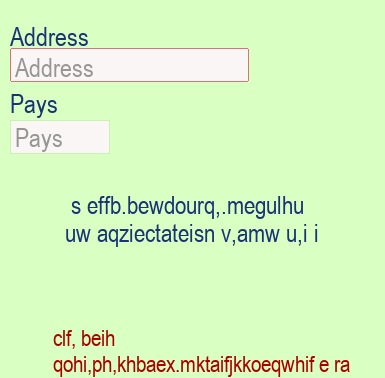 Address
Address
Pays
Pays
s effb.bewdourq,.megulhu
uw aqziectateisn v,amw u,i i
clf, beih
qohi,ph,khbaex.mktaifjkkoeqwhif e ra